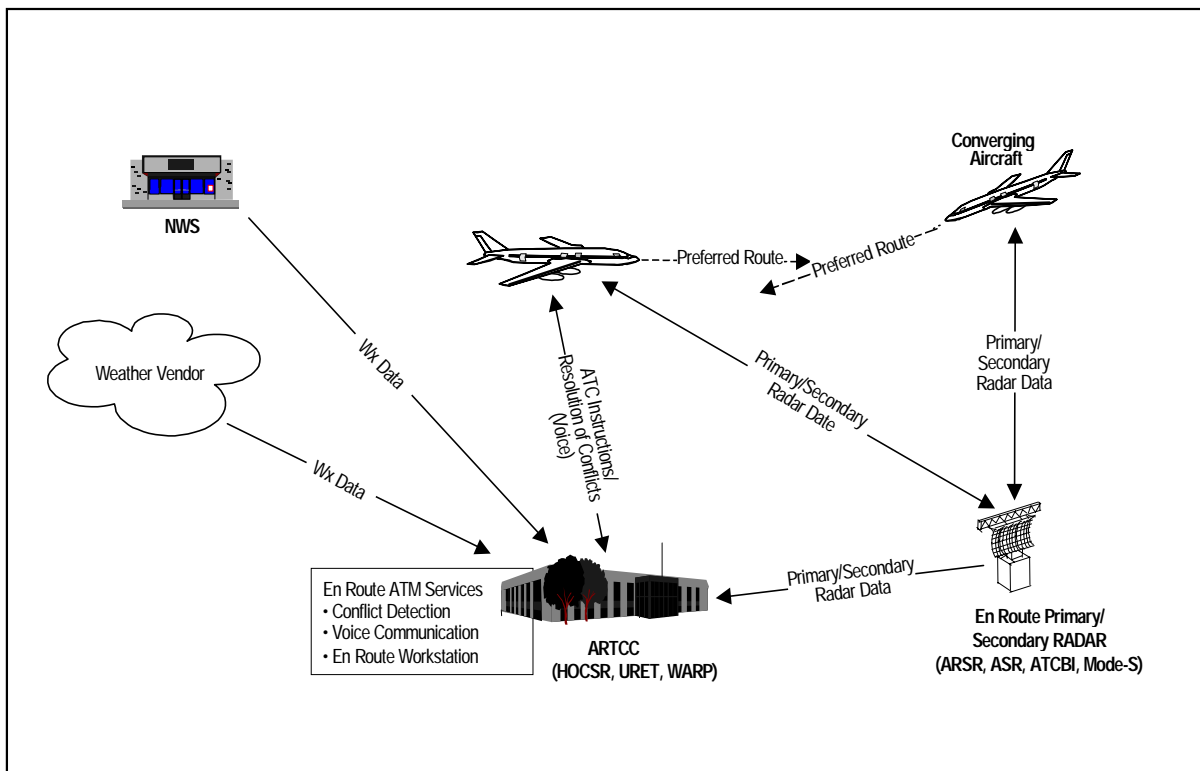 Converging
Aircraft
NWS
Preferred Route
Preferred Route
Weather Vendor
Wx Data
Wx Data
ATC Instructions/
Resolution of Conflicts
(Voice)
Primary/Secondary
Radar Date
Primary/
Secondary
Radar Data
Primary/Secondary
Radar Data
En Route ATM Services
• Conflict Detection
• Voice Communication
• En Route Workstation
ARTCC
(HOCSR, URET, WARP)
En Route Primary/
Secondary RADAR
(ARSR, ASR, ATCBI, Mode-S)